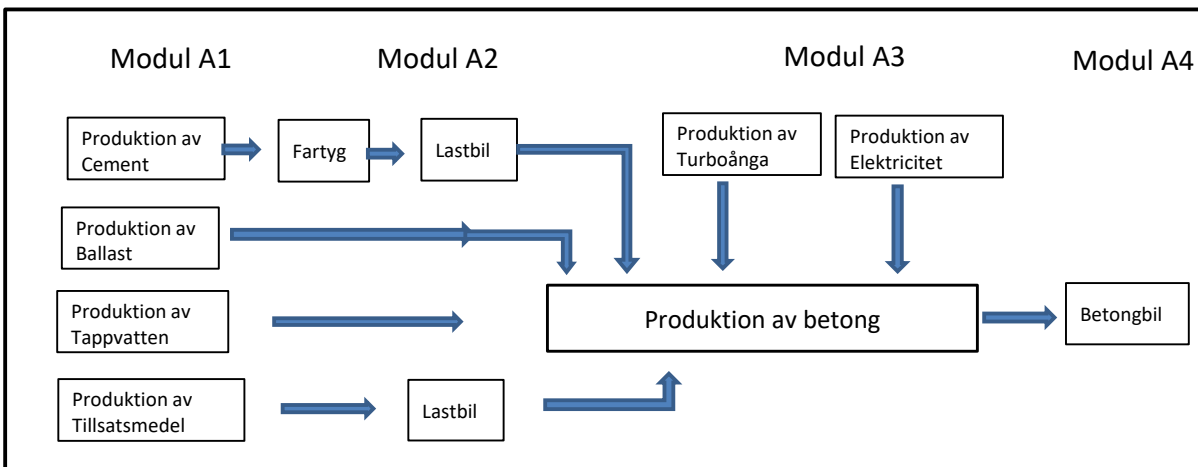 Modul A1
Modul A2
Modul A3
Modul A4
Produktion av
Cement
Fartyg
Lastbil
Produktion av
Turboånga
Produktion av
Elektricitet
Produktion av
Ballast
Produktion av
Tappvatten
Produktion av betong
Betongbil
Produktion av
Tillsatsmedel
Lastbil